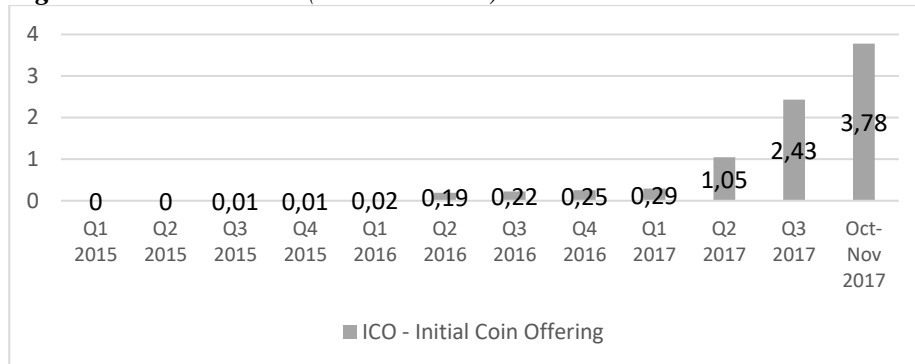 4
3
2
1
0
0 0 0,01 0,01 0,02 0,19 0,22 0,25 0,29 1,05 2,43 3,78
Q1 Q2 Q3 Q4 Q1 Q2 Q3 Q4 Q1 Q2 Q3 Oct-
2015 2015 2015 2015 2016 2016 2016 2016 2017 2017 2017 Nov
2017
ICO - Initial Coin Offering